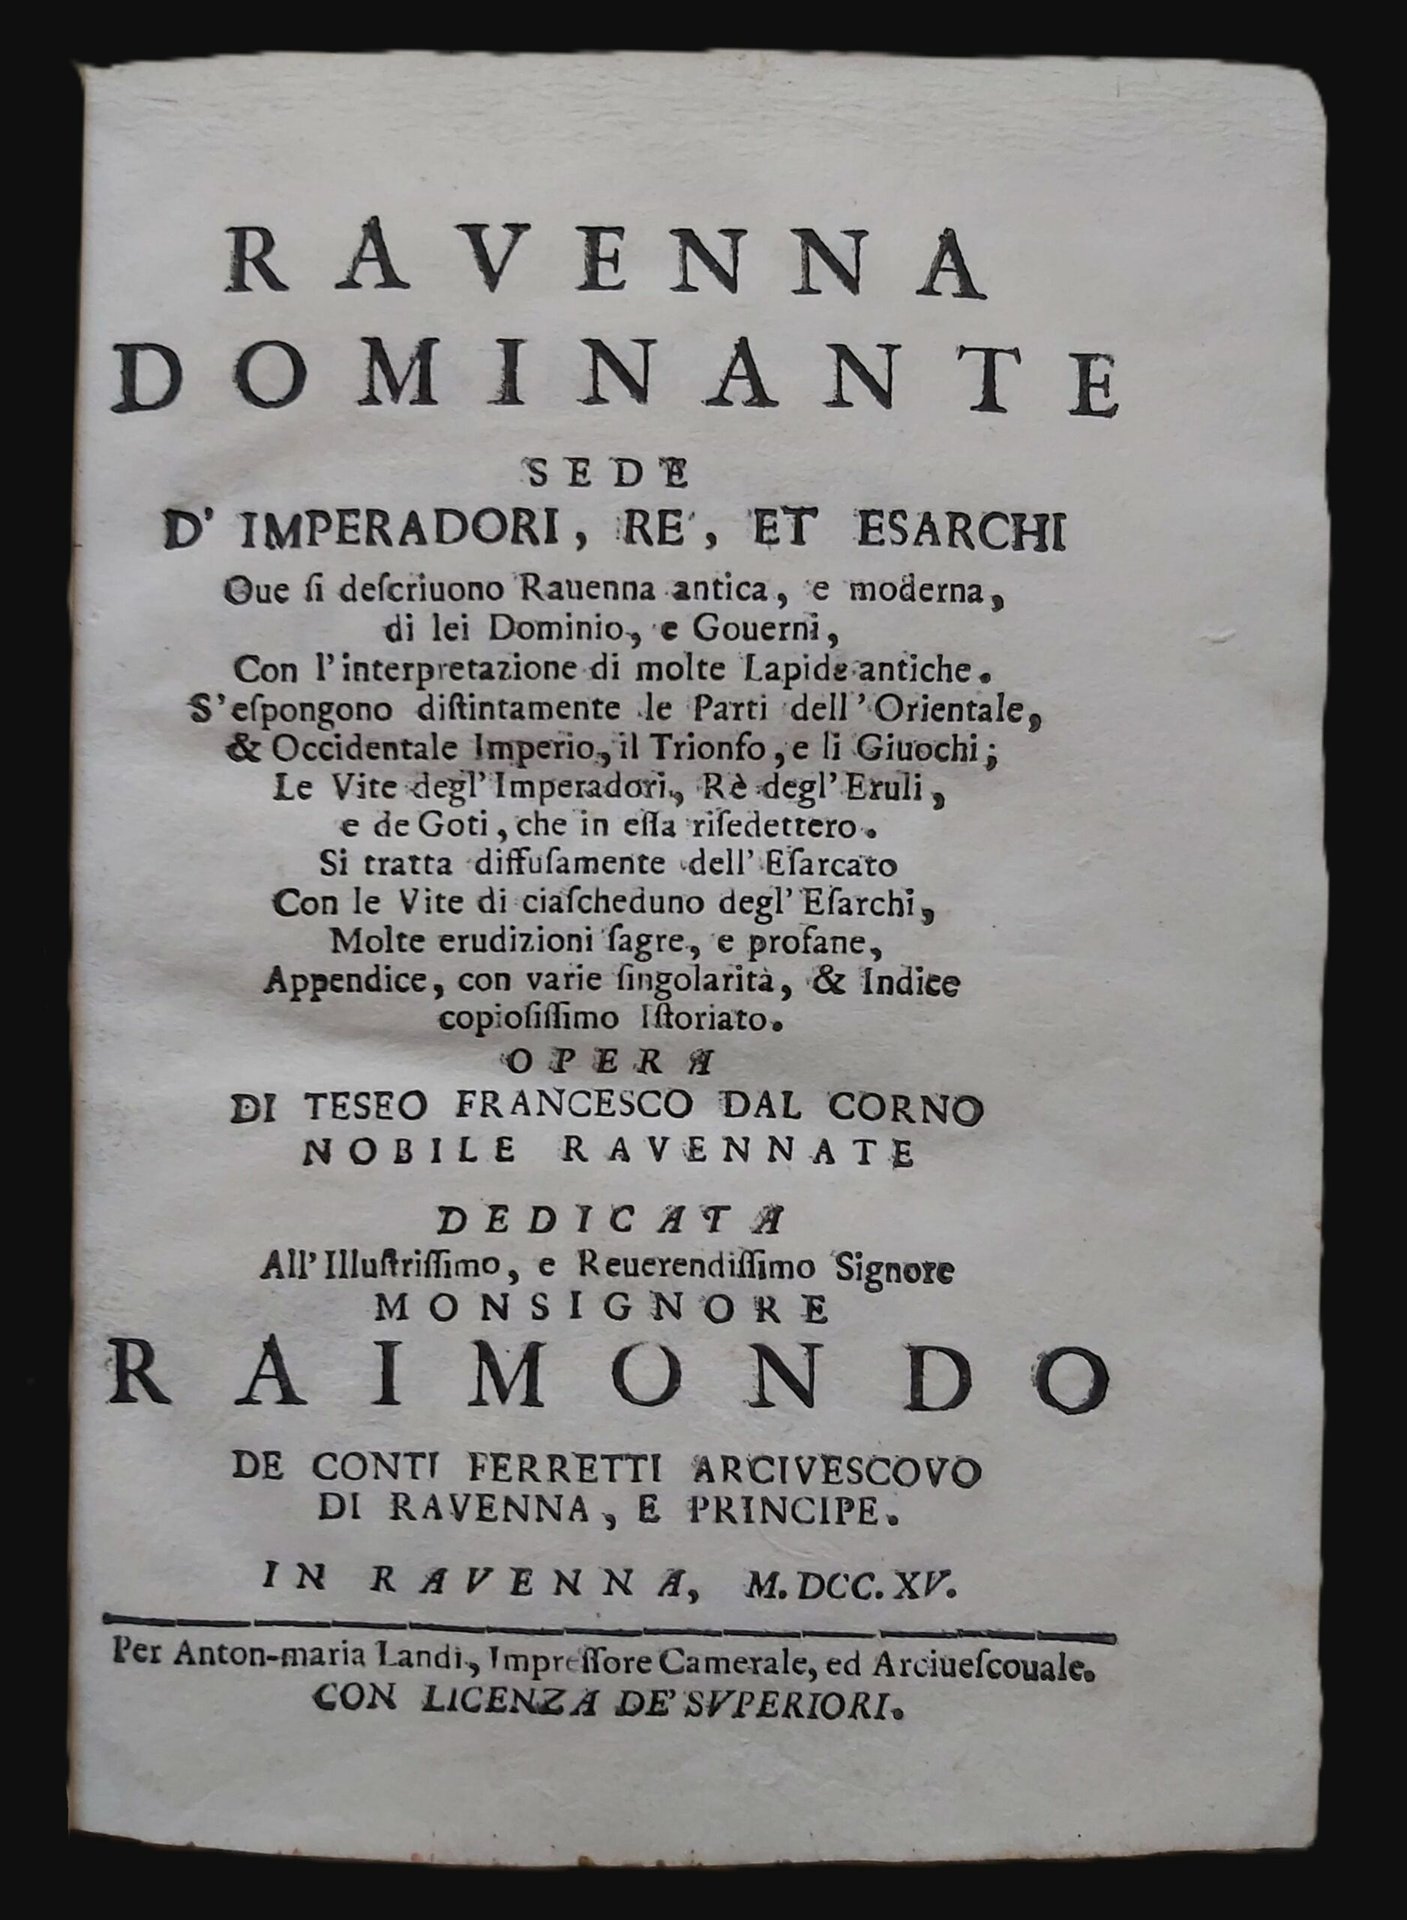 RAVENNA
DOMINANTE
SEDE
D' IMPERADORI, RE', ET ESARCHI
Oue ſi deſcriuono Rauenna antica, e moderna,
di lei Dominio, e Gouerni,
Con l'interpretazione di molte Lapide antiche.
S'eſpongono diſtintamente le Parti dell' Orientale,
& Occidentale Imperio, il Trionfo, e li Giuochi;
Le Vite degl' Imperadori, Rè degl' Eruli,
e de Goti, che in eſſa riſedettero.
Si tratta diffuſamente dell' Eſarcato
Con le Vite di ciaſcheduno degl' Eſarchi,
Molte erudizioni ſagre, e profane,
Appendice, con varie ſingolarità, & Indice
copioſiſſimo Iſtoriato.
OPERA
DI TESEO FRANCESCO DAL CORNO
NOBILE RAVENNATE
DEDICATA
All' Illuſtriſſimo, e Reuerendiſſimo Signore
MONSIGNORE
RAIMONDO
DE CONTI FERRETTI ARCIVESCOVO
DI RAVENNA, E PRINCIPE.
IN RAVENNA, M.DCC.XV.
Per Anton-maria Landi, Impreſſore Camerale, ed Arciueſcouale.
CON LICENZA DE' SVPERIORI.